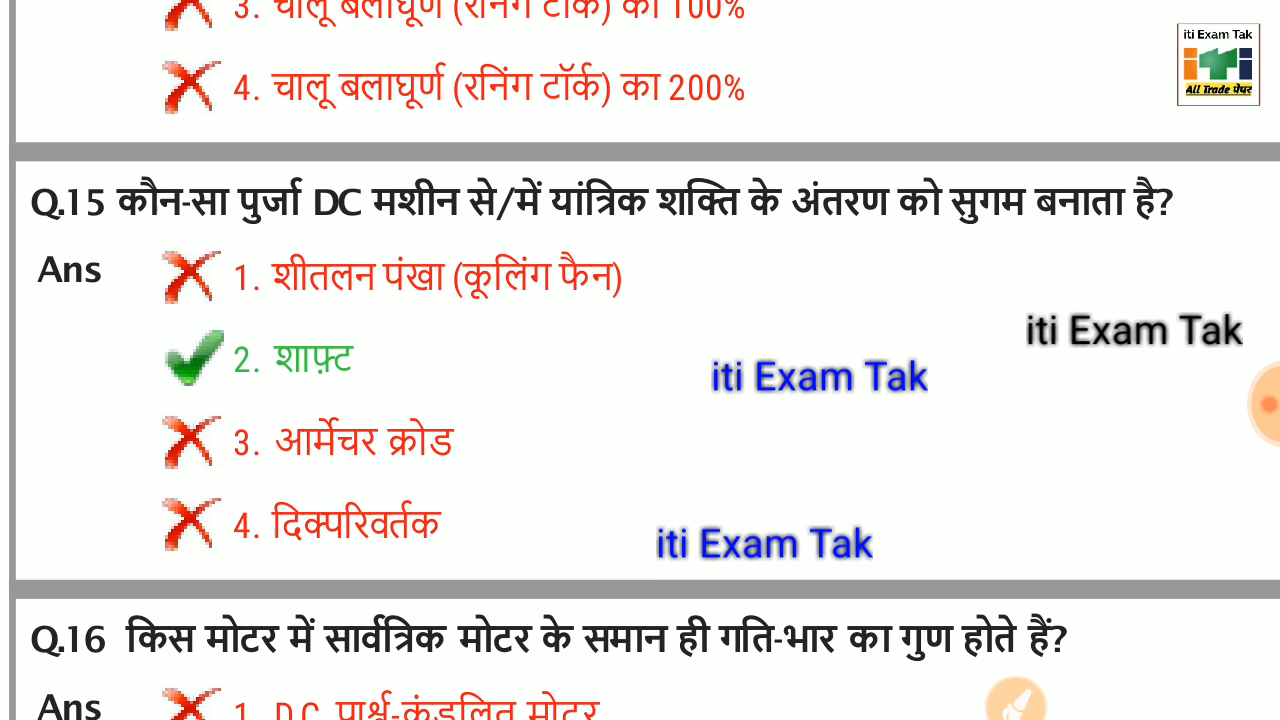 3. चालू बलाघूर्ण (रनिंग टॉर्क) का 100%
iti Exam Tak
iti
All Trade पेपर
4. चालू बलाघूर्ण (रनिंग टॉर्क) का 200%
Q.15 कौन-सा पुर्जा DC मशीन से/में यांत्रिक शक्ति के अंतरण को सुगम बनाता है?
Ans
1. शीतलन पंखा (कूलिंग फैन)
iti Exam Tak
2. शाफ़्ट
iti Exam Tak
3. आर्मेचर क्रोड
4. दिक्परिवर्तक
iti Exam Tak
Q.16 किस मोटर में सार्वत्रिक मोटर के समान ही गति-भार का गुण होते हैं?
Ans
1. D.C. पार्श्व-कुंडलित मोटर